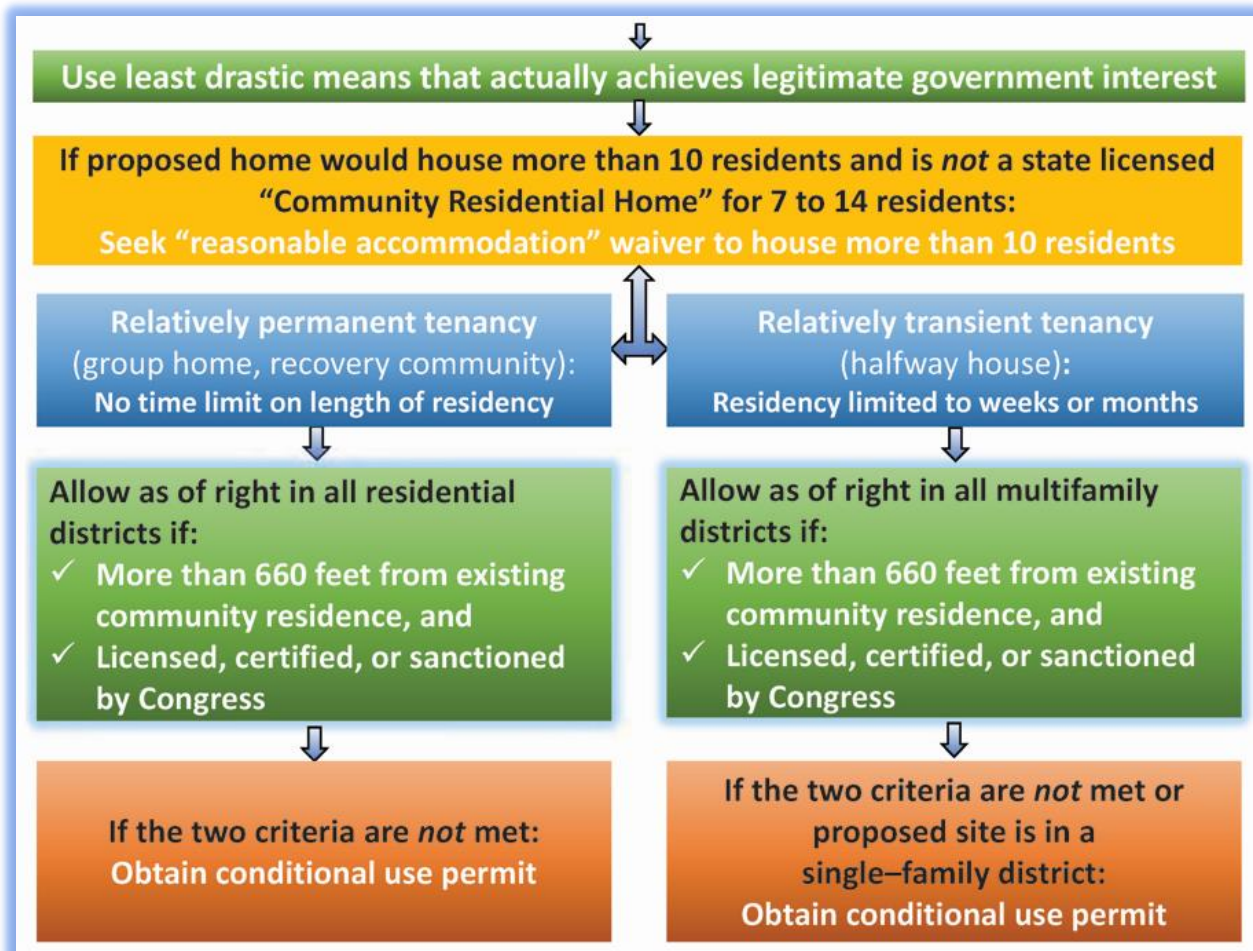 Use least drastic means that actually achieves legitimate government interest
If proposed home would house more than 10 residents and is not a state licensed
“Community Residential Home” for 7 to 14 residents:
Seek “reasonable accommodation” waiver to house more than 10 residents
Relatively permanent tenancy
(group home, recovery community):
No time limit on length of residency
Relatively transient tenancy
(halfway house):
Residency limited to weeks or months
Allow as of right in all residential
districts if:
✓ More than 660 feet from existing
community residence, and
✓ Licensed, certified, or sanctioned
by Congress
Allow as of right in all multifamily
districts if:
✓ More than 660 feet from existing
community residence, and
✓ Licensed, certified, or sanctioned
by Congress
If the two criteria are not met:
Obtain conditional use permit
If the two criteria are not met or
proposed site is in a
single–family district:
Obtain conditional use permit